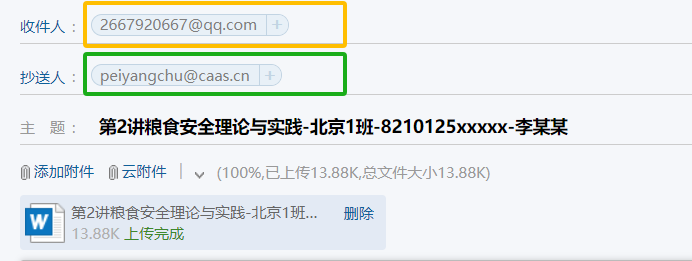 收件人： 2667920667@qq.com +
抄送人： peiyangchu@caas.cn +
主 题： 第2讲粮食安全理论与实践-北京1班-8210125xxxxx-李某某
添加附件 云附件 | (100%,已上传13.88K,总文件大小13.88K)
第2讲粮食安全理论与实践-北京1班... 删除
13.88K 上传完成